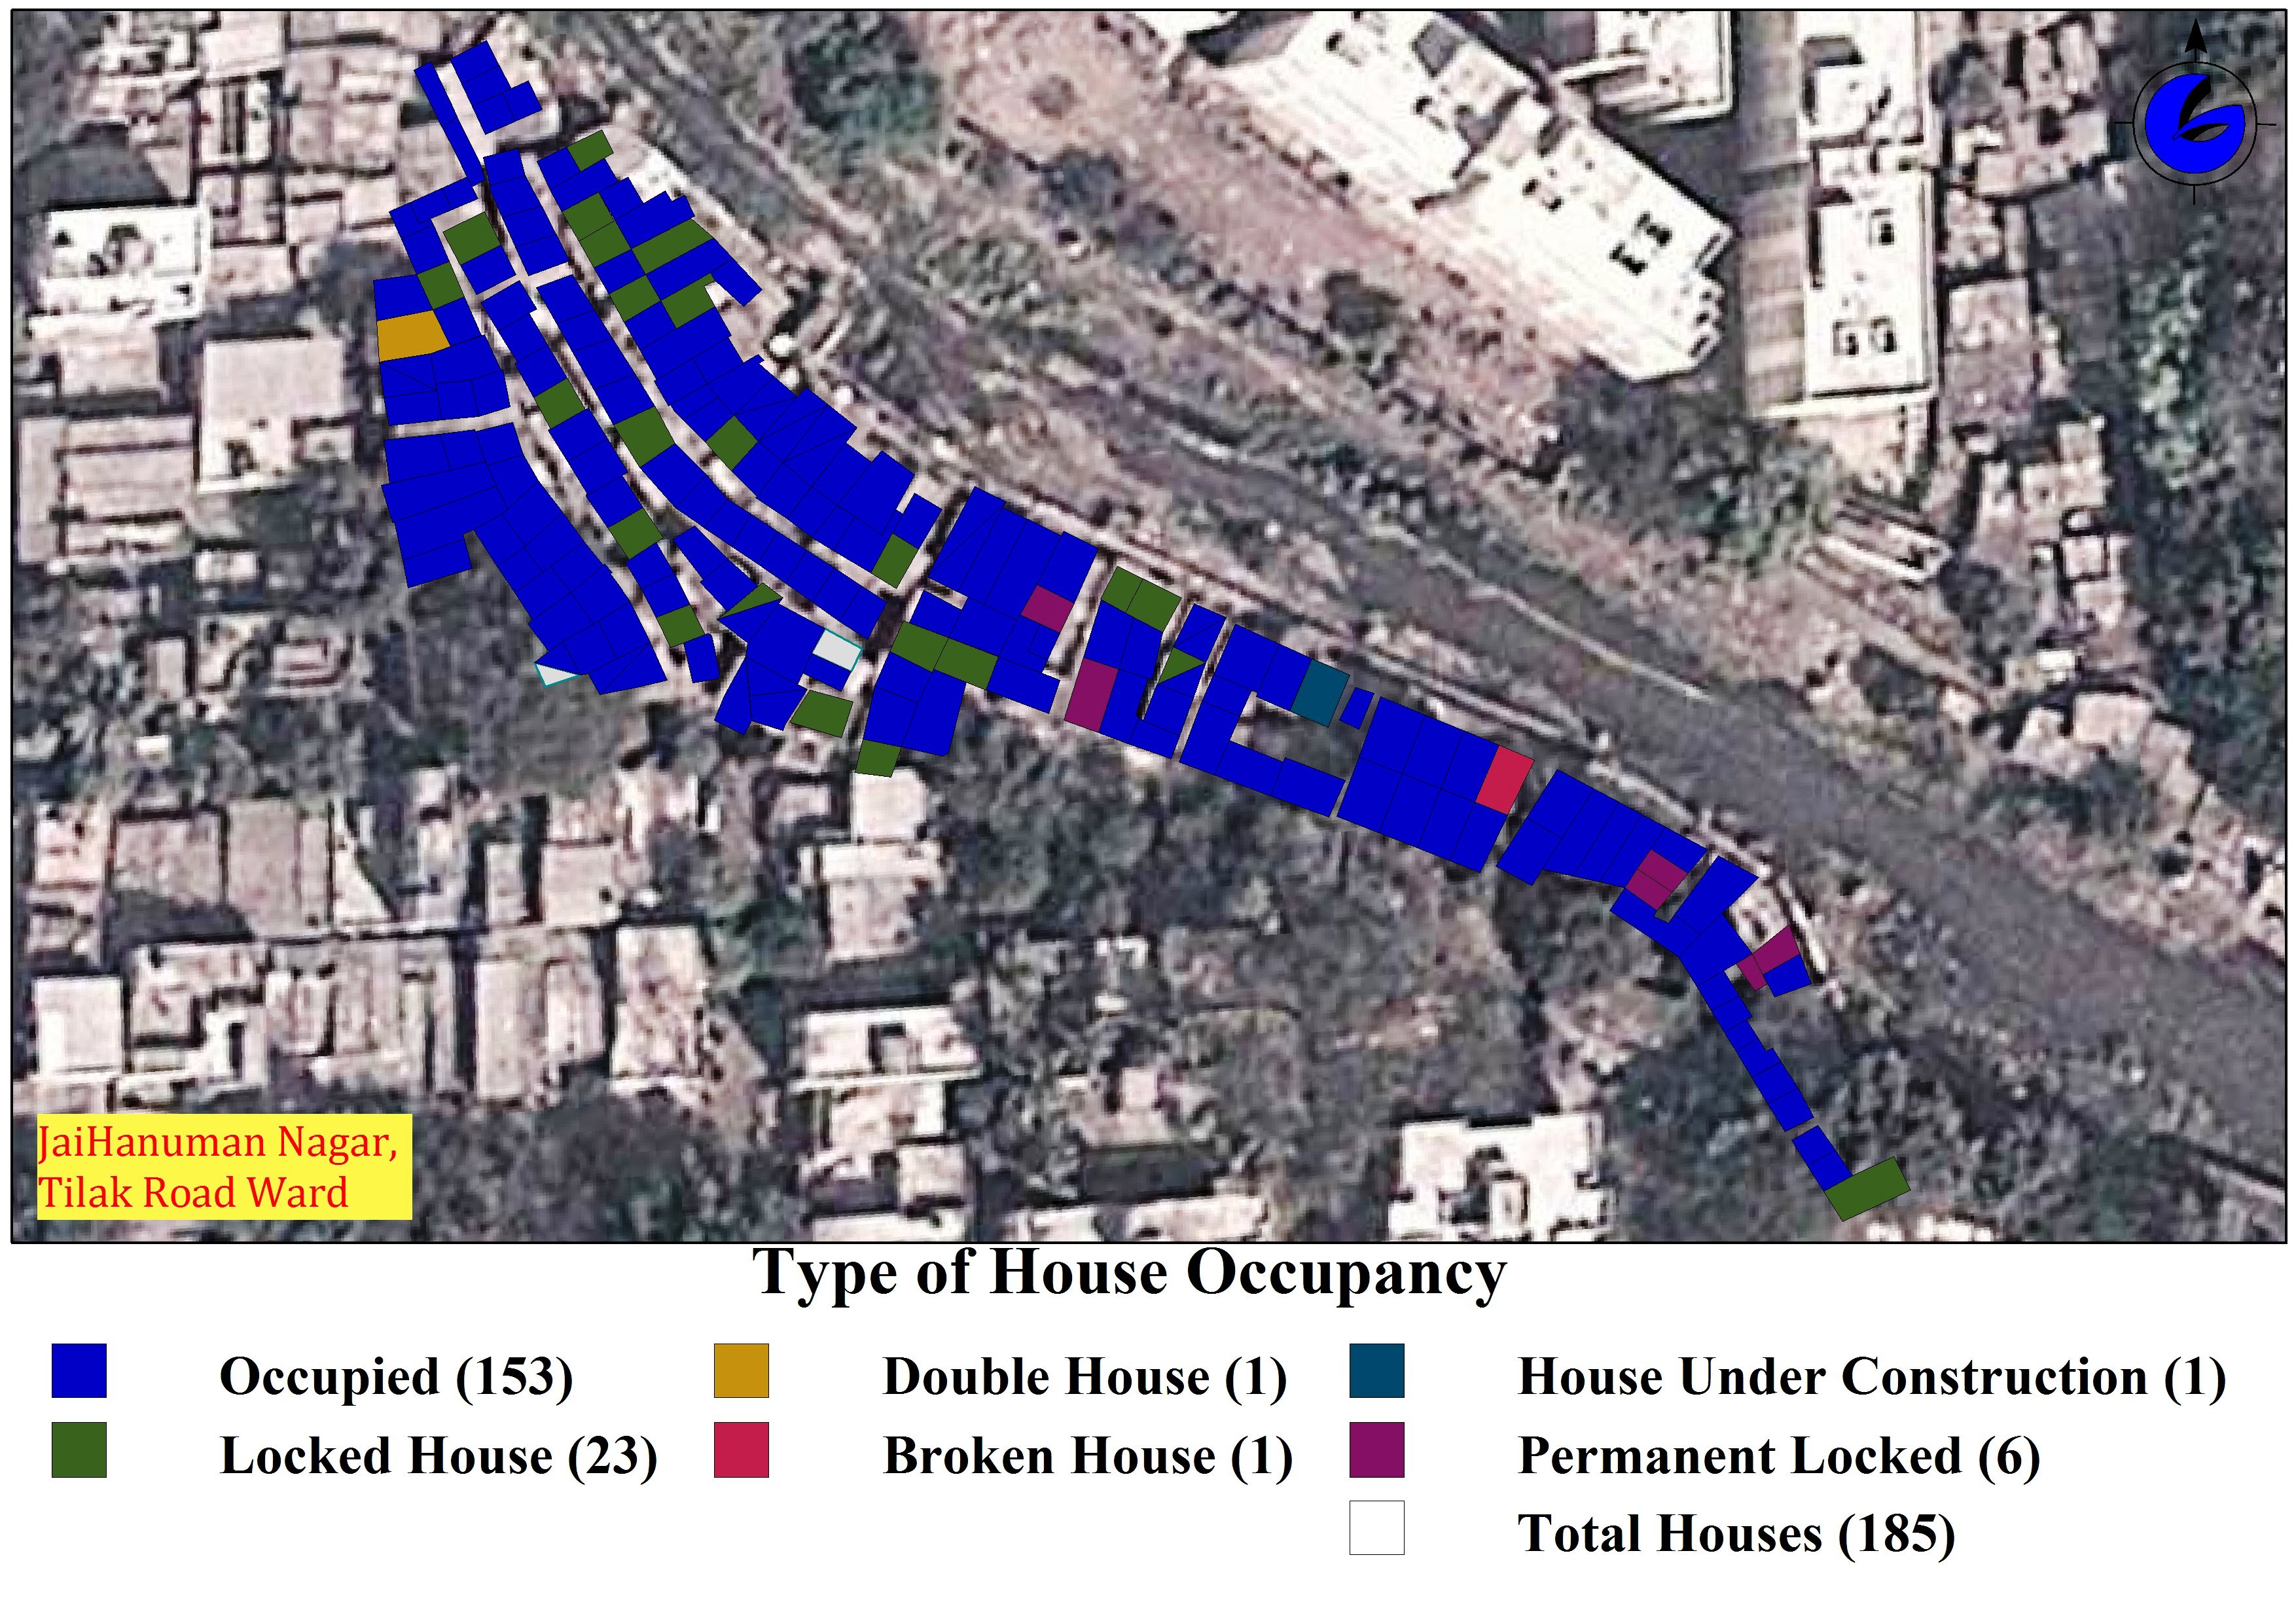 JaiHanuman Nagar,
Tilak Road Ward
Type of House Occupancy
Occupied (153)
Double House (1)
House Under Construction (1)
Locked House (23)
Broken House (1)
Permanent Locked (6)
Total Houses (185)